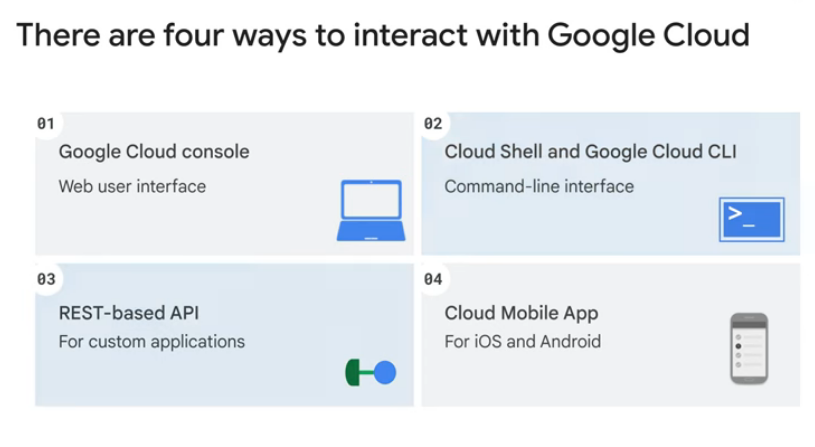 There are four ways to interact with Google Cloud
01
Google Cloud console
Web user interface
02
Cloud Shell and Google Cloud CLI
Command-line interface
>_
03
REST-based API
For custom applications
04
Cloud Mobile App
For iOS and Android